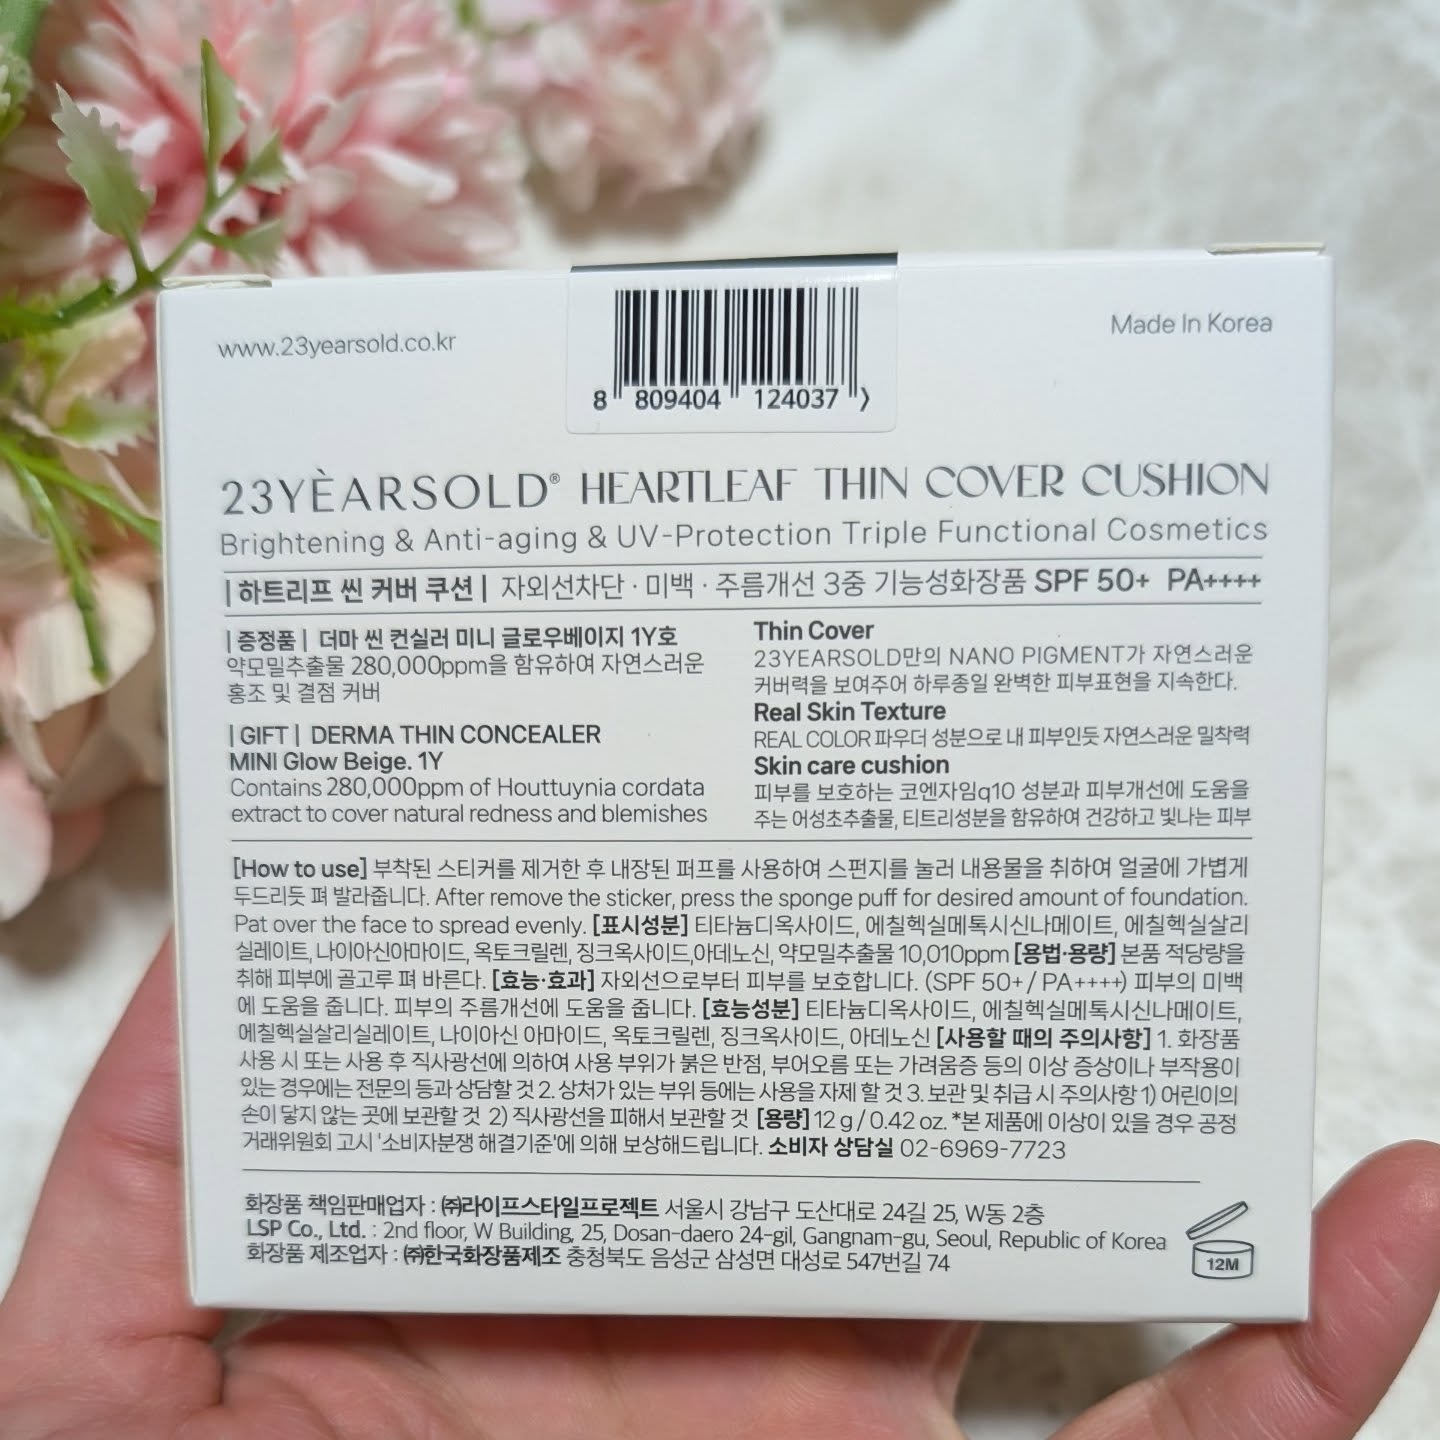 www.23yearsold.co.kr
8 809404 124037
Made In Korea
23YÈARSOLD® HEARTLEAF THIN COVER CUSHION
Brightening & Anti-aging & UV-Protection Triple Functional Cosmetics
|하트리프 씬 커버 쿠션| 자외선차단 · 미백 · 주름개선 3중 기능성화장품 SPF 50+ PA++++
|증정품| 더마 씬 컨실러 미니 글로우베이지 1Y호
약모밀추출물 280,000ppm을 함유하여 자연스러운
홍조 및 결점 커버
|GIFT| DERMA THIN CONCEALER
MINI Glow Beige. 1Y
Contains 280,000ppm of Houttuynia cordata
extract to cover natural redness and blemishes
Thin Cover
23YEARSOLD만의 NANO PIGMENT가 자연스러운
커버력을 보여주어 하루종일 완벽한 피부표현을 지속한다.
Real Skin Texture
REAL COLOR 파우더 성분으로 내 피부인듯 자연스러운 밀착력
Skin care cushion
피부를 보호하는 코엔자임q10 성분과 피부개선에 도움을
주는 어성초추출물, 티트리성분을 함유하여 건강하고 빛나는 피부
[How to use] 부착된 스티커를 제거한 후 내장된 퍼프를 사용하여 스펀지를 눌러 내용물을 취하여 얼굴에 가볍게
두드리듯 펴 발라줍니다. After remove the sticker, press the sponge puff for desired amount of foundation.
Pat over the face to spread evenly. [표시성분] 티타늄디옥사이드, 에칠헥실메톡시신나메이트, 에칠헥실살리
실레이트, 나이아신아마이드, 옥토크릴렌, 징크옥사이드,아데노신, 약모밀추출물 10,010ppm [용법·용량] 본품 적당량을
취해 피부에 골고루 펴 바른다. [효능·효과] 자외선으로부터 피부를 보호합니다. (SPF 50+ / PA++++) 피부의 미백
에 도움을 줍니다. 피부의 주름개선에 도움을 줍니다. [효능성분] 티타늄디옥사이드, 에칠헥실메톡시신나메이트,
에칠헥실살리실레이트, 나이아신 아마이드, 옥토크릴렌, 징크옥사이드, 아데노신 [사용할 때의 주의사항] 1. 화장품
사용 시 또는 사용 후 직사광선에 의하여 사용 부위가 붉은 반점, 부어오름 또는 가려움증 등의 이상 증상이나 부작용이
있는 경우에는 전문의 등과 상담할 것 2. 상처가 있는 부위 등에는 사용을 자제 할 것 3. 보관 및 취급 시 주의사항 1) 어린이의
손이 닿지 않는 곳에 보관할 것 2) 직사광선을 피해서 보관할 것 [용량] 12 g / 0.42 oz. *본 제품에 이상이 있을 경우 공정
거래위원회 고시 '소비자분쟁 해결기준'에 의해 보상해드립니다. 소비자 상담실 02-6969-7723
화장품 책임판매업자 : ㈜라이프스타일프로젝트 서울시 강남구 도산대로 24길 25, W동 2층
LSP Co., Ltd. : 2nd floor, W Building, 25, Dosan-daero 24-gil, Gangnam-gu, Seoul, Republic of Korea
화장품 제조업자 : ㈜한국화장품제조 충청북도 음성군 삼성면 대성로 547번길 74
12M